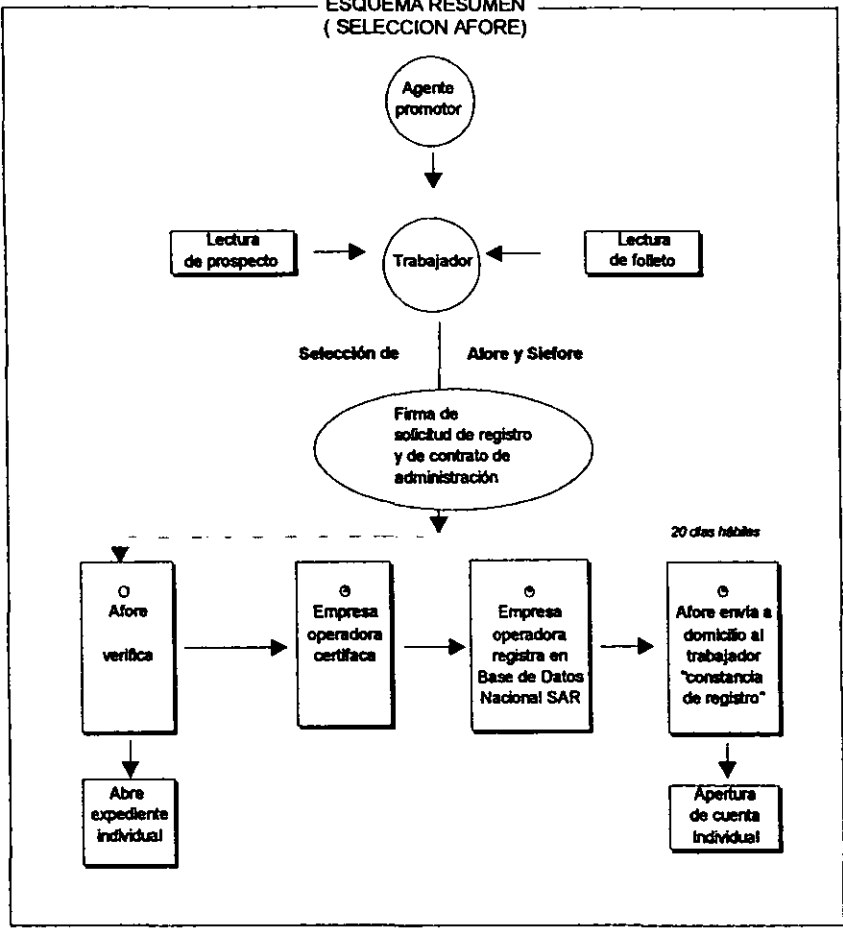 ESQUEMA RESUMEN
( SELECCION AFORE)
Agente
promotor
Lectura
de prospecto
Trabajador
Lectura
de folleto
Selección de Afore y Siefore
Firma de
solicitud de registro
y de contrato de
administración
20 días hábiles
Afore
verifica
Empresa
operadora
certifaca
Empresa
operadora
registra en
Base de Datos
Nacional SAR
Afore envia a
domicilio al
trabajador
"constancia
de registro"
Abre
expediente
individual
Apertura
de cuenta
Individual